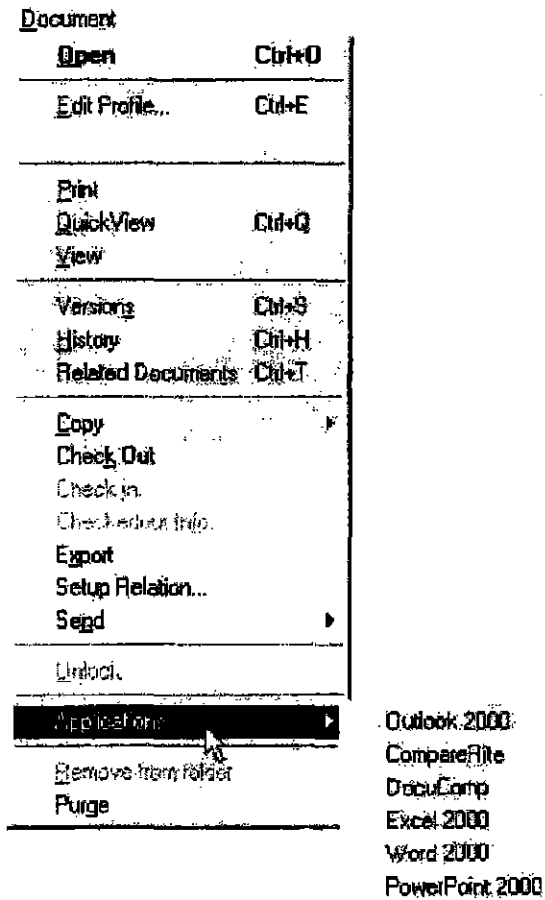 Document
Open Ctrl+O
Edit Profile... Ctrl+E
Print
QuickView Ctrl+Q
View
Versions Ctrl+S
History Ctrl+H
Related Documents Ctrl+T
Copy
Check Out
Check in.
Checkedout Info.
Export
Setup Relation...
Send
Unlock.
Applications
Remove from folder
Purge
Outlook 2000
CompareRite
DocuComp
Excel 2000
Word 2000
PowerPoint 2000